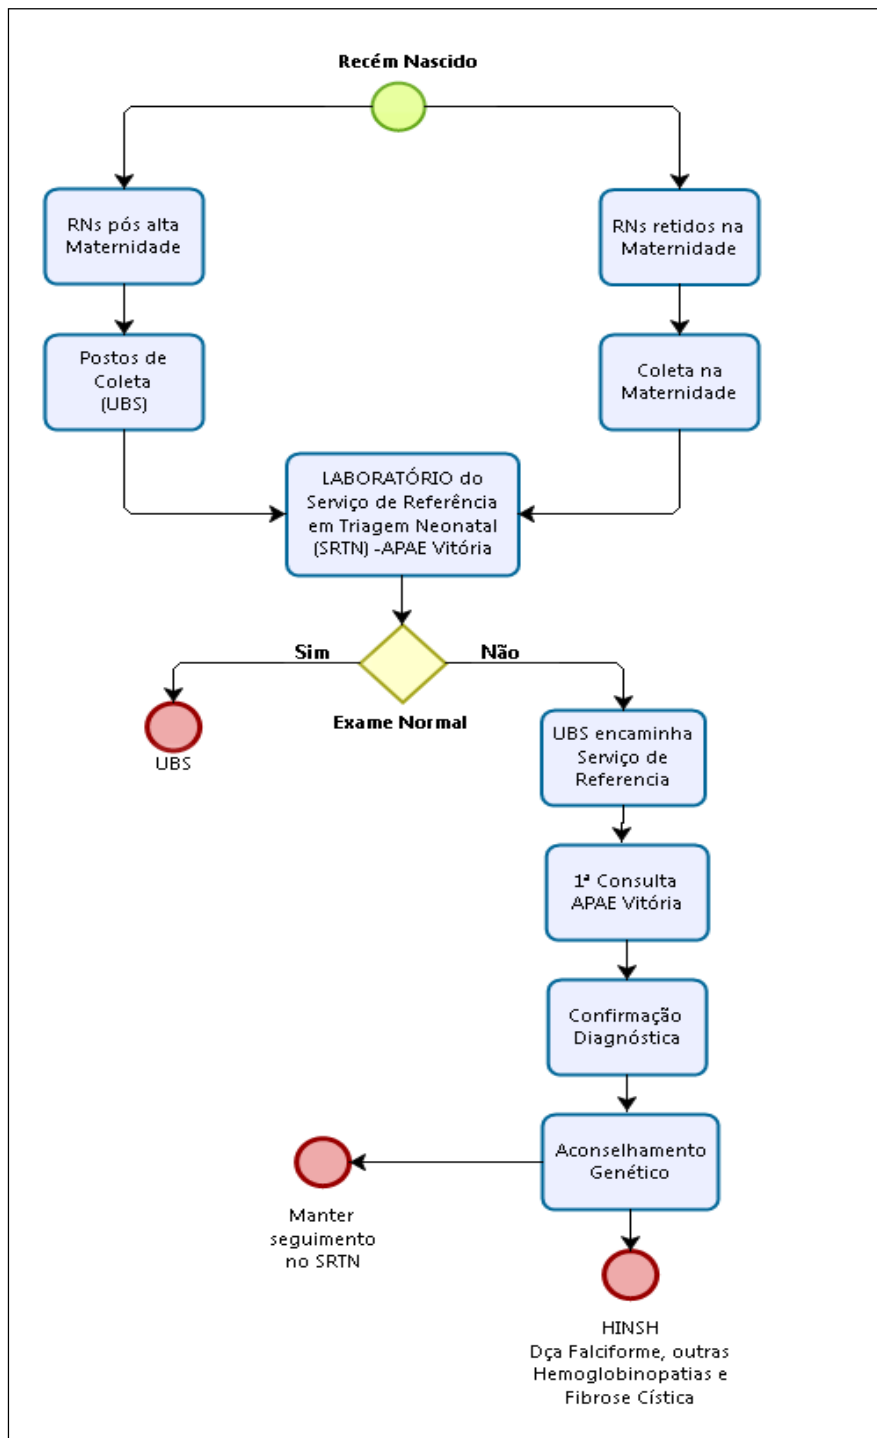 Recém Nascido
RNs pós alta
Maternidade
RNs retidos na
Maternidade
Postos de
Coleta
(UBS)
Coleta na
Maternidade
LABORATÓRIO do
Serviço de Referência
em Triagem Neonatal
(SRTN) -APAE Vitória
Sim
Não
Exame Normal
UBS
UBS encaminha
Serviço de
Referencia
1ª Consulta
APAE Vitória
Confirmação
Diagnóstica
Aconselhamento
Genético
Manter
seguimento
no SRTN
HINSH
Dça Falciforme, outras
Hemoglobinopatias e
Fibrose Cística